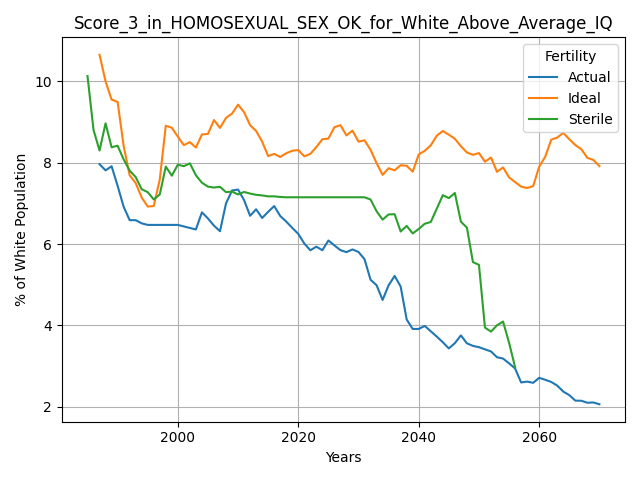 Score_3_in_HOMOSEXUAL_SEX_OK_for_White_Above_Average_IQ
Fertility
Actual
Ideal
Sterile
% of White Population
10
8
6
4
2
2000 2020 2040 2060
Years